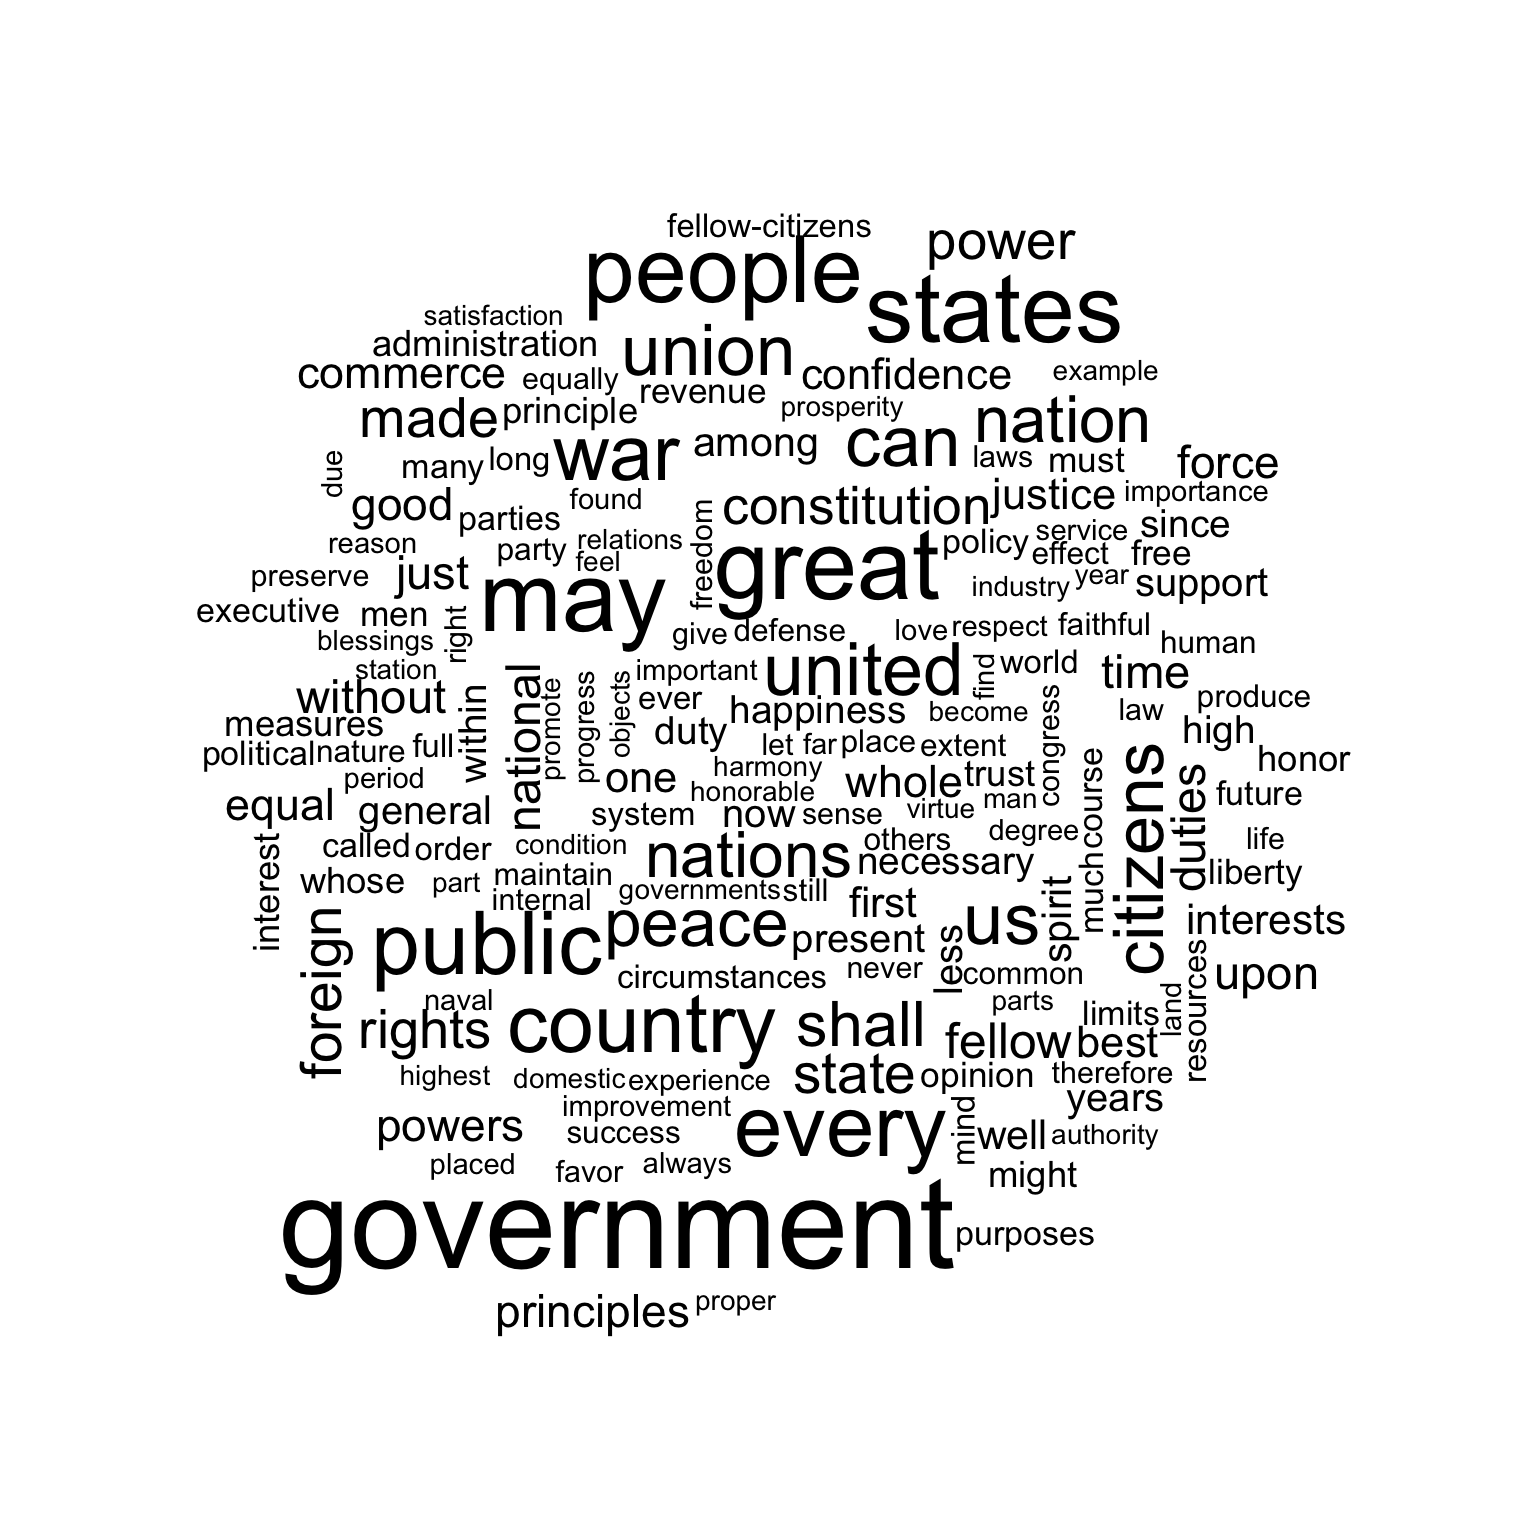 fellow-citizens
power
people
states
satisfaction
administration
union
commerce
equally
revenue
confidence
example
made
principle
prosperity
nation
many
long
war
among
can
laws
must
force
due
good
parties
found
constitution
justice
importance
reason
party
relations
feel
freedom
great
policy
service
since
effect
free
preserve
just
may
industry
year
support
executive
men
right
blessings
give
defense
love
respect
faithful
human
station
without
within
national
promote
progress
objects
important
ever
united
find
world
time
produce
measures
duty
happiness
become
congress
law
high
political
nature
full
let
far
place
extent
honor
period
one
harmony
honorable
whole
trust
man
course
citizens
duties
future
equal
general
system
now
sense
virtue
degree
much
life
interest
called
order
condition
nations
others
necessary
liberty
whose
part
maintain
internal
governments
still
first
spirit
interests
foreign
public
peace
present
us
less
never
common
upon
circumstances
naval
parts
limits
land
resources
rights
country
shall
fellow
best
highest
domestic
experience
state
opinion
therefore
improvement
years
powers
success
every
mind
well
authority
placed
favor
always
might
government
purposes
principles
proper